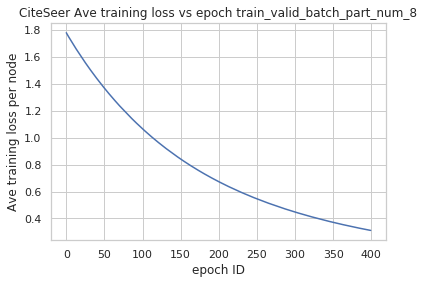 CiteSeer Ave training loss vs epoch train_valid_batch_part_num_8
Ave training loss per node
1.8
1.6
1.4
1.2
1.0
0.8
0.6
0.4
0 50 100 150 200 250 300 350 400
epoch ID